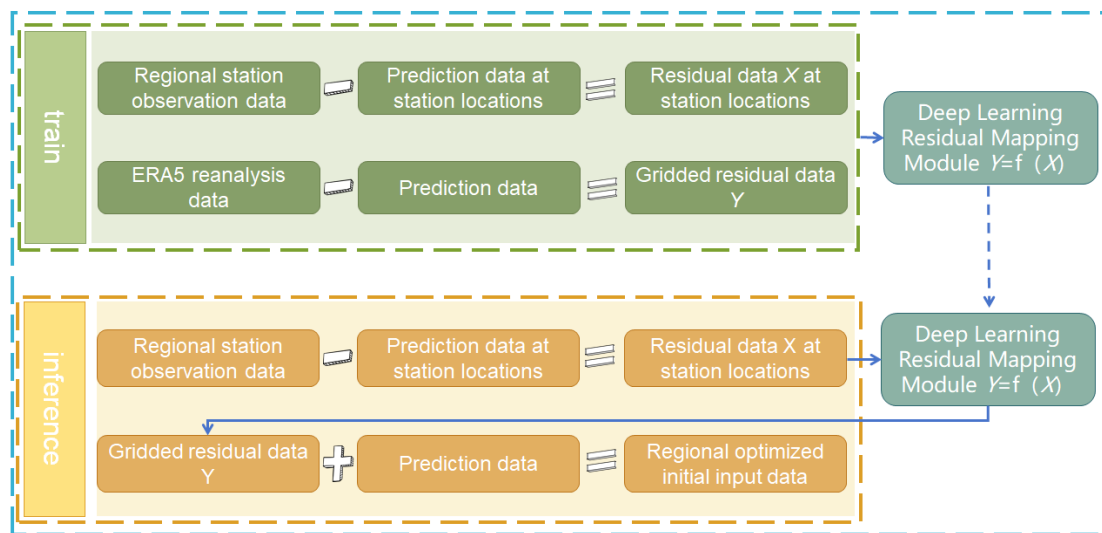 train
Regional station
observation data
Prediction data at
station locations
Residual data X at
station locations
ERA5 reanalysis
data
Prediction data
Gridded residual data
Y
Deep Learning
Residual Mapping
Module Y=f (X)
inference
Regional station
observation data
Prediction data at
station locations
Residual data X at
station locations
Deep Learning
Residual Mapping
Module Y=f (X)
Gridded residual data
Y
Prediction data
Regional optimized
initial input data